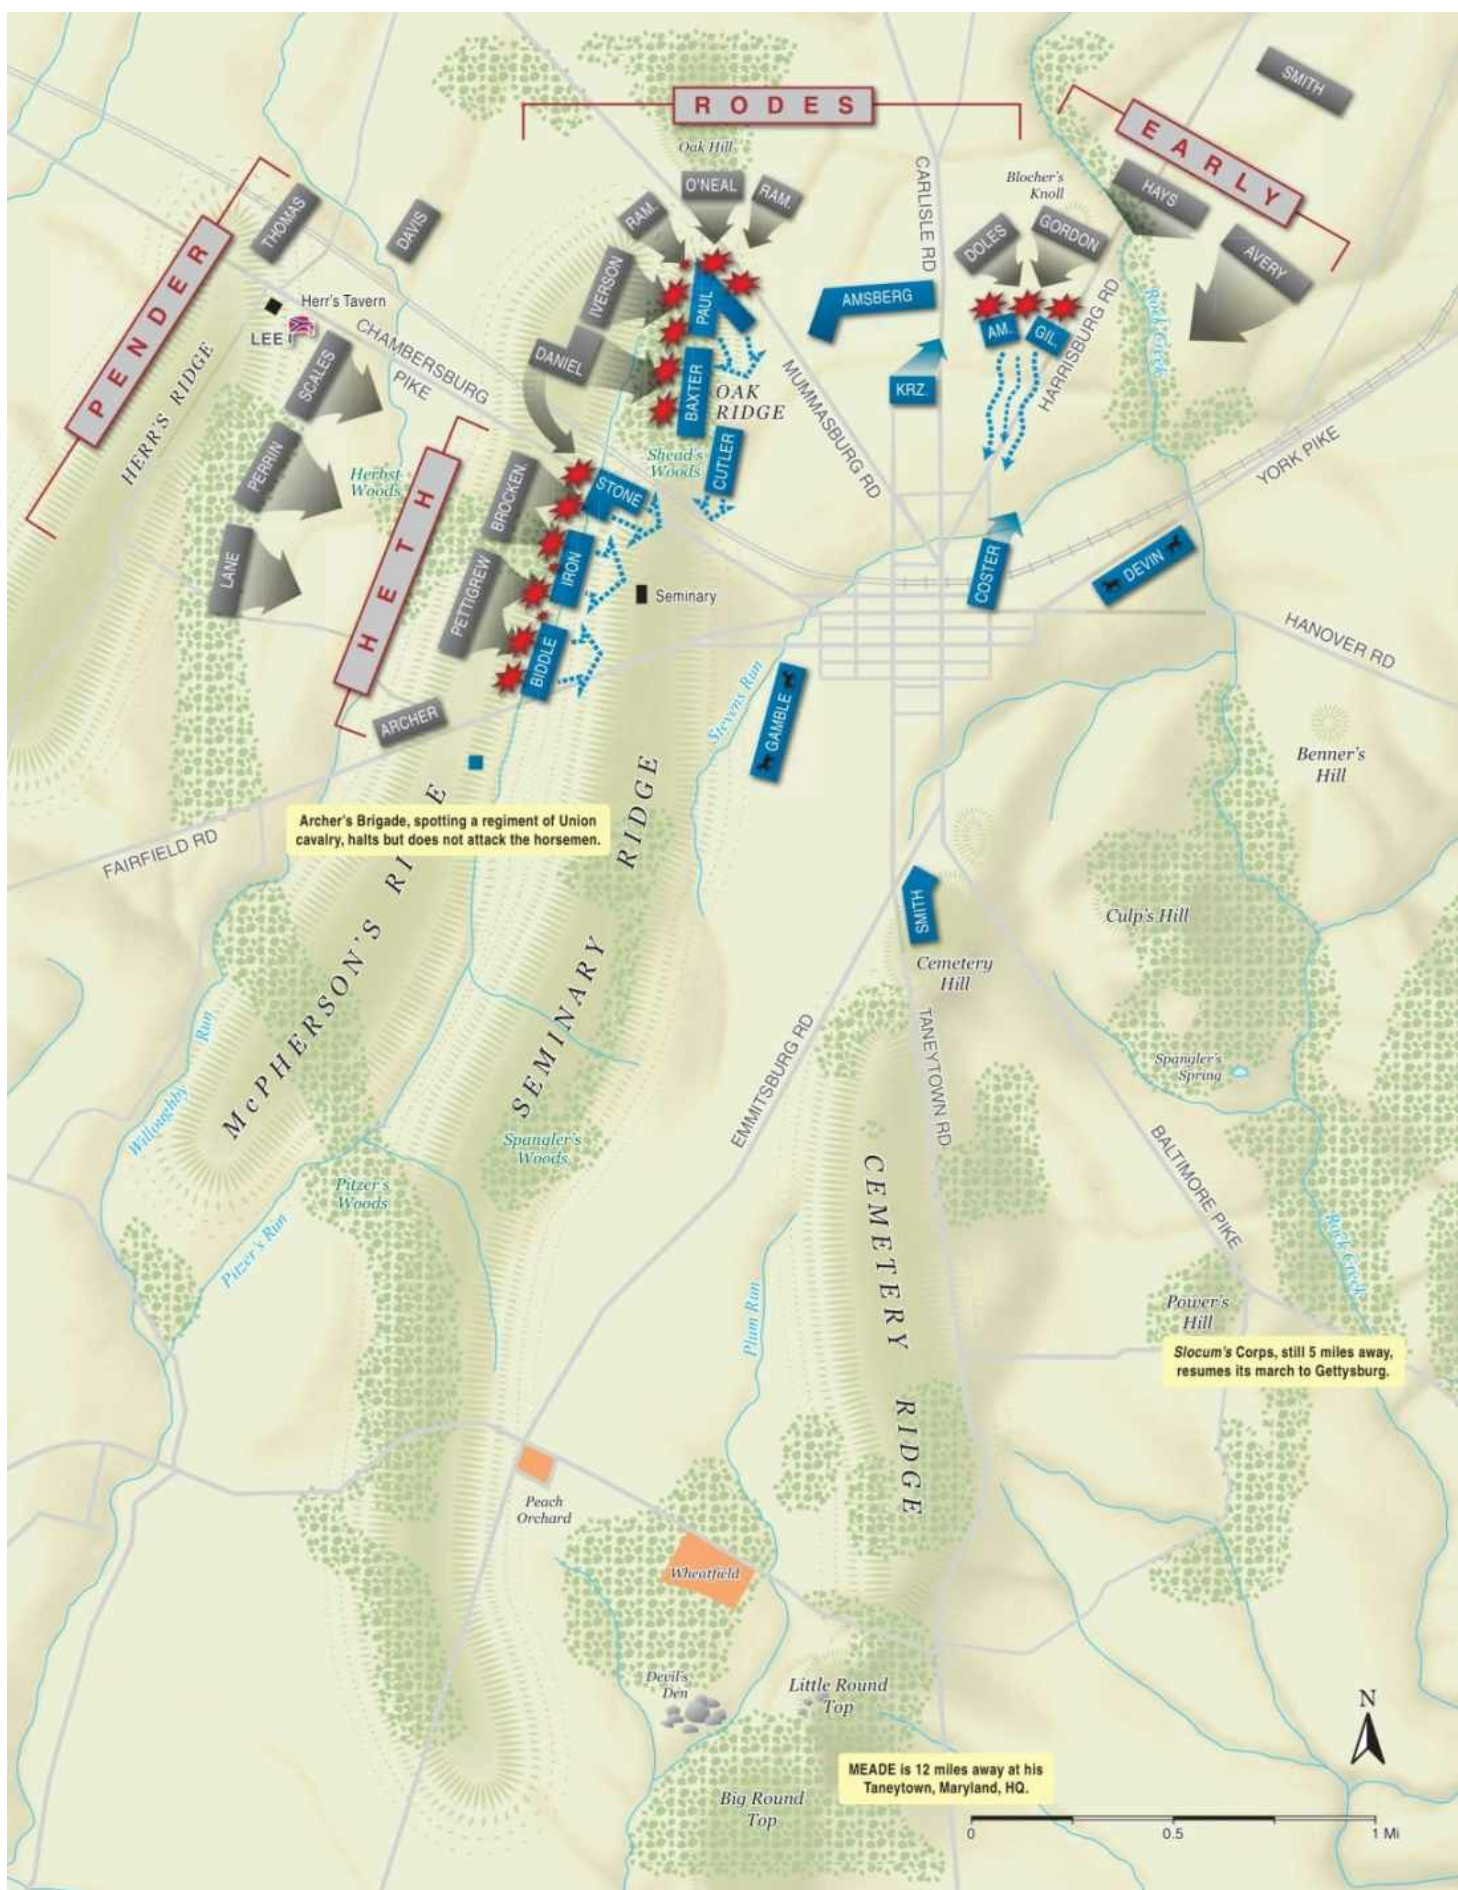 SMITH
RODES
EARLY
Oak Hill
CARLISLE RD
Blocher's
Knoll
HAYS
O'NEAL
RAM.
RAM.
THOMAS
DAVIS
PENDER
DOLES
GORDON
AVERY
IVERSON
PAUL
AMSBERG
Herr's Tavern
LEE
CHAMBERSBURG
PIKE
HERR'S RIDGE
SCALES
DANIEL
BAXTER
OAK
RIDGE
MUMMASBURG RD
KRZ.
AM.
GIL.
HARRISBURG RD
Rock Creek
PERRIN
Herbst
Woods
HETH
BROCKEN.
STONE
Shead's
Woods
CUTLER
YORK PIKE
LANE
PETTIGREW
IRON
BIDDLE
Seminary
COSTER
DEVIN
HANOVER RD
ARCHER
Stevens Run
GAMBLE
Benner's
Hill
FAIRFIELD RD
Archer's Brigade, spotting a regiment of Union
cavalry, halts but does not attack the horsemen.
McPHERSON'S RI E
SEMINARY RIDGE
SMITH
Culp's Hill
Cemetery
Hill
Willoughby Run
EMMITSBURG RD
TANEYTOWN RD
Spangler's
Spring
Spangler's
Woods
Pitzer's
Woods
Pitzer's Run
BALTIMORE PIKE
CEMETERY RIDGE
Plum Run
Rock Creek
Power's
Hill
Slocum's Corps, still 5 miles away,
resumes its march to Gettysburg.
Peach
Orchard
Wheatfield
Devil's
Den
Little Round
Top
N
MEADE is 12 miles away at his
Taneytown, Maryland, HQ.
Big Round
Top
0 0.5 1 Mi